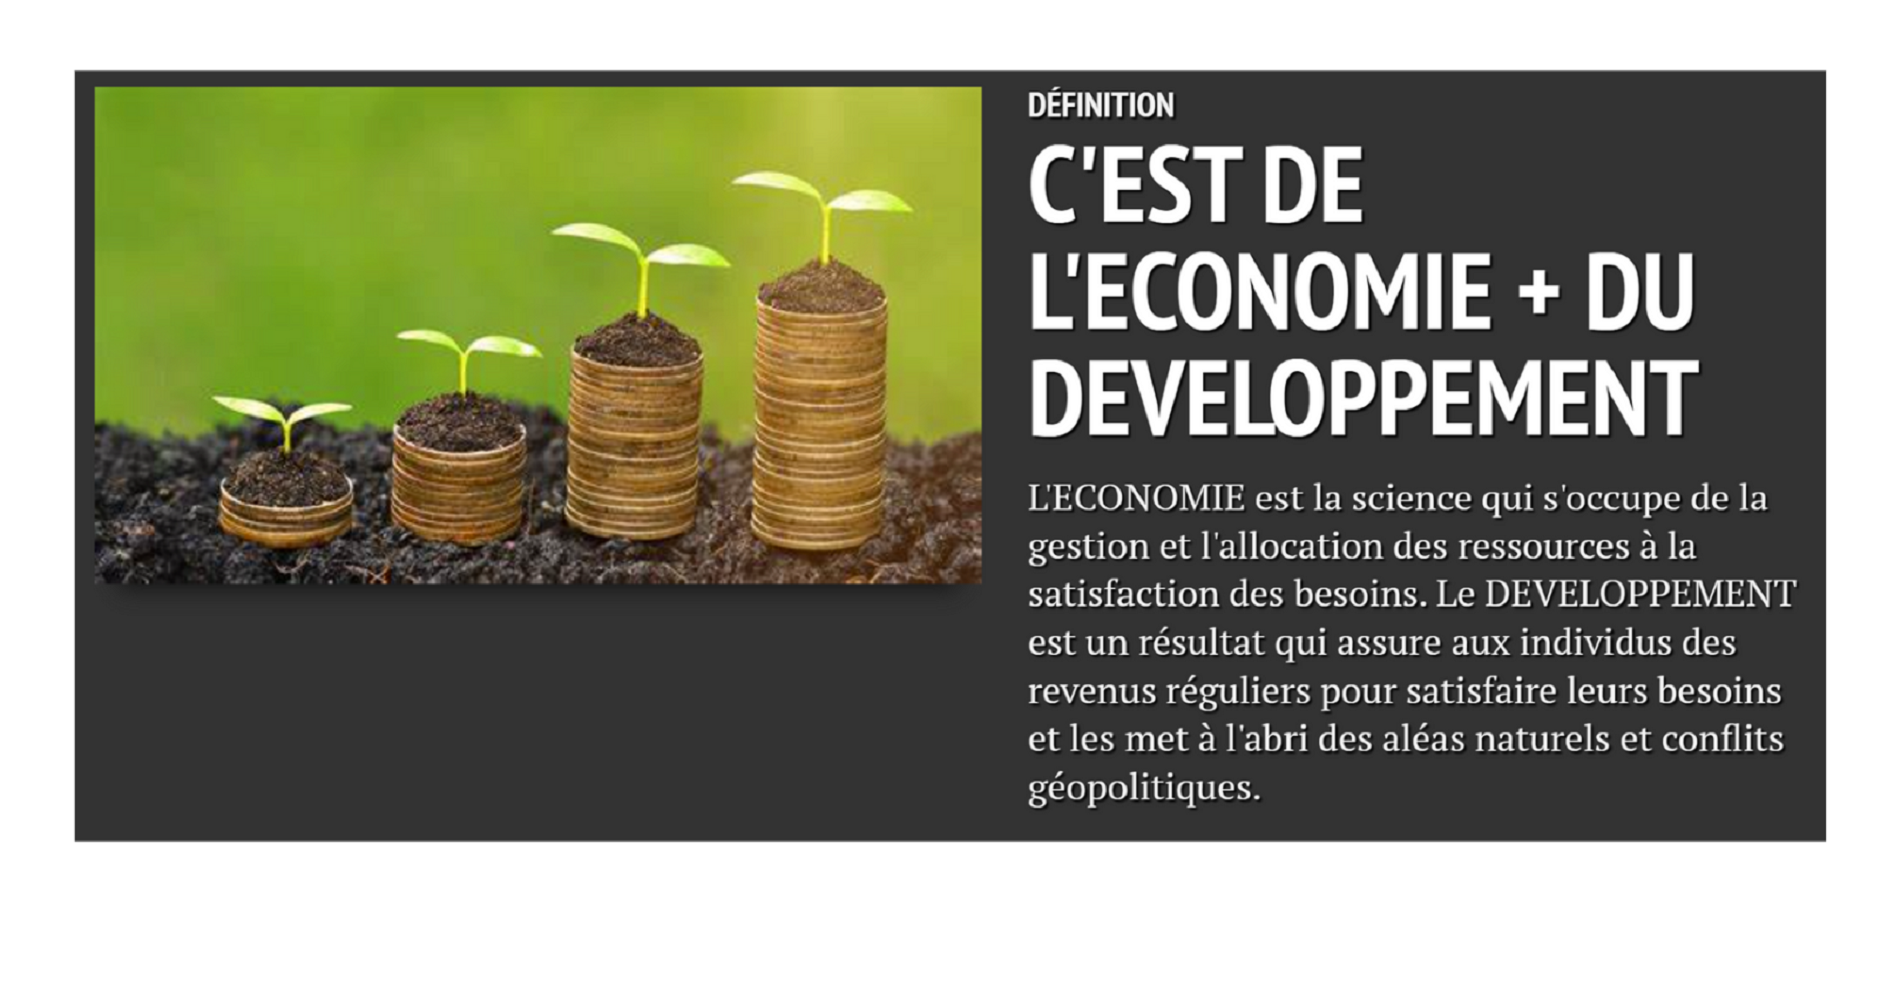 DÉFINITION
C'EST DE
L'ECONOMIE + DU
DEVELOPPEMENT
L'ECONOMIE est la science qui s'occupe de la
gestion et l'allocation des ressources à la
satisfaction des besoins. Le DEVELOPPEMENT
est un résultat qui assure aux individus des
revenus réguliers pour satisfaire leurs besoins
et les met à l'abri des aléas naturels et conflits
géopolitiques.